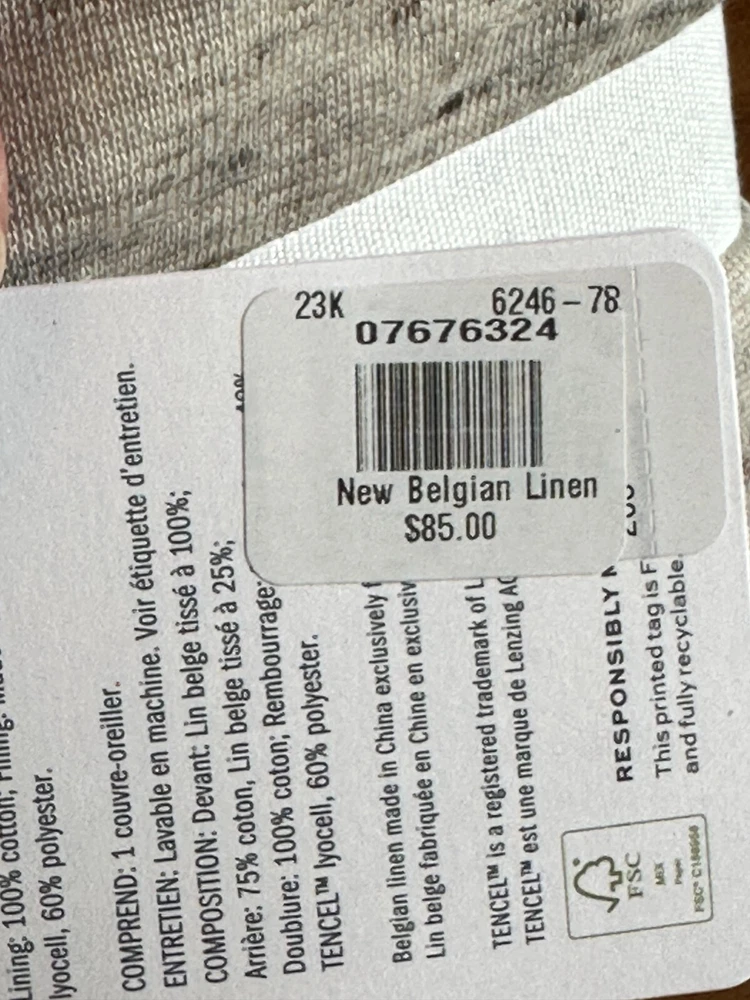 23K 6246-78
07676324
New Belgian Linen
$85.00
Lining: 100% cotton;
lyocell, 60% polyester.
COMPREND: 1 couvre-oreiller.
ENTRETIEN: Lavable en machine. Voir étiquette d'entretien.
COMPOSITION: Devant: Lin belge tissé à 100%;
Arrière: 75% coton, Lin belge tissé à 25%;
Doublure: 100% coton; Rembourrage: 40%
TENCEL™ lyocell, 60% polyester.
Belgian linen made in China exclusively
Lin belge fabriquée en Chine en
TENCEL™ is a registered trademark of
TENCEL™ est une marque de Lenzing
RESPONSIBLY
This printed tag is
and fully recyclable.
FSC
MIX
Paper